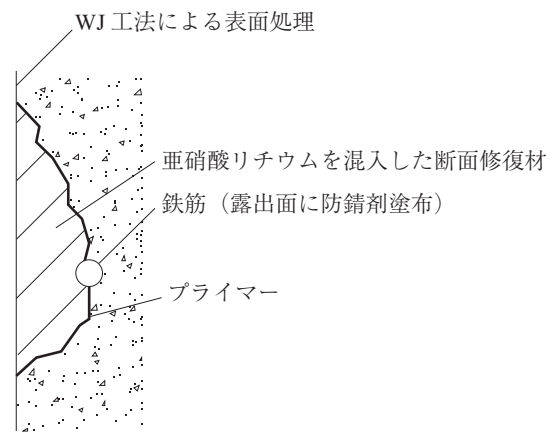 WJ 工法による表面処理
亜硝酸リチウムを混入した断面修復材
鉄筋（露出面に防錆剤塗布）
プライマー